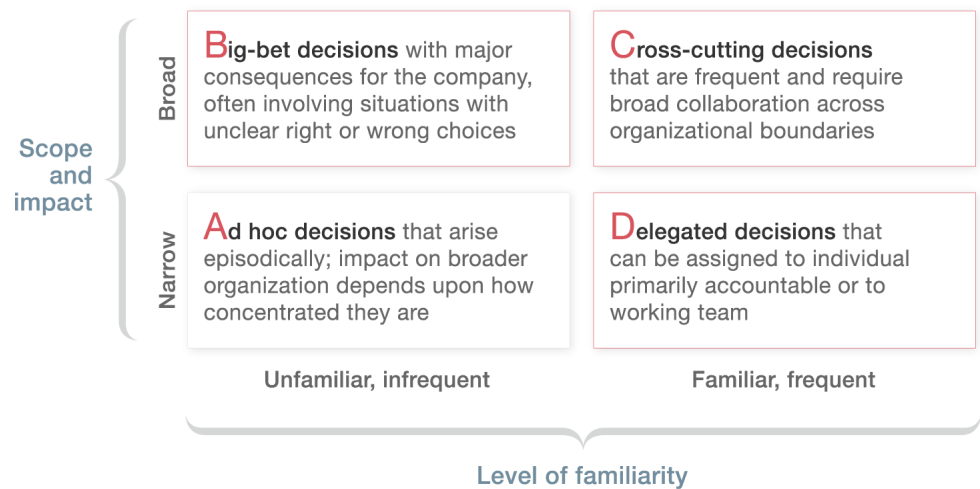 Scope
and
impact
Broad
Big-bet decisions with major
consequences for the company,
often involving situations with
unclear right or wrong choices
Cross-cutting decisions
that are frequent and require
broad collaboration across
organizational boundaries
Narrow
Ad hoc decisions that arise
episodically; impact on broader
organization depends upon how
concentrated they are
Delegated decisions that
can be assigned to individual
primarily accountable or to
working team
Unfamiliar, infrequent
Familiar, frequent
Level of familiarity